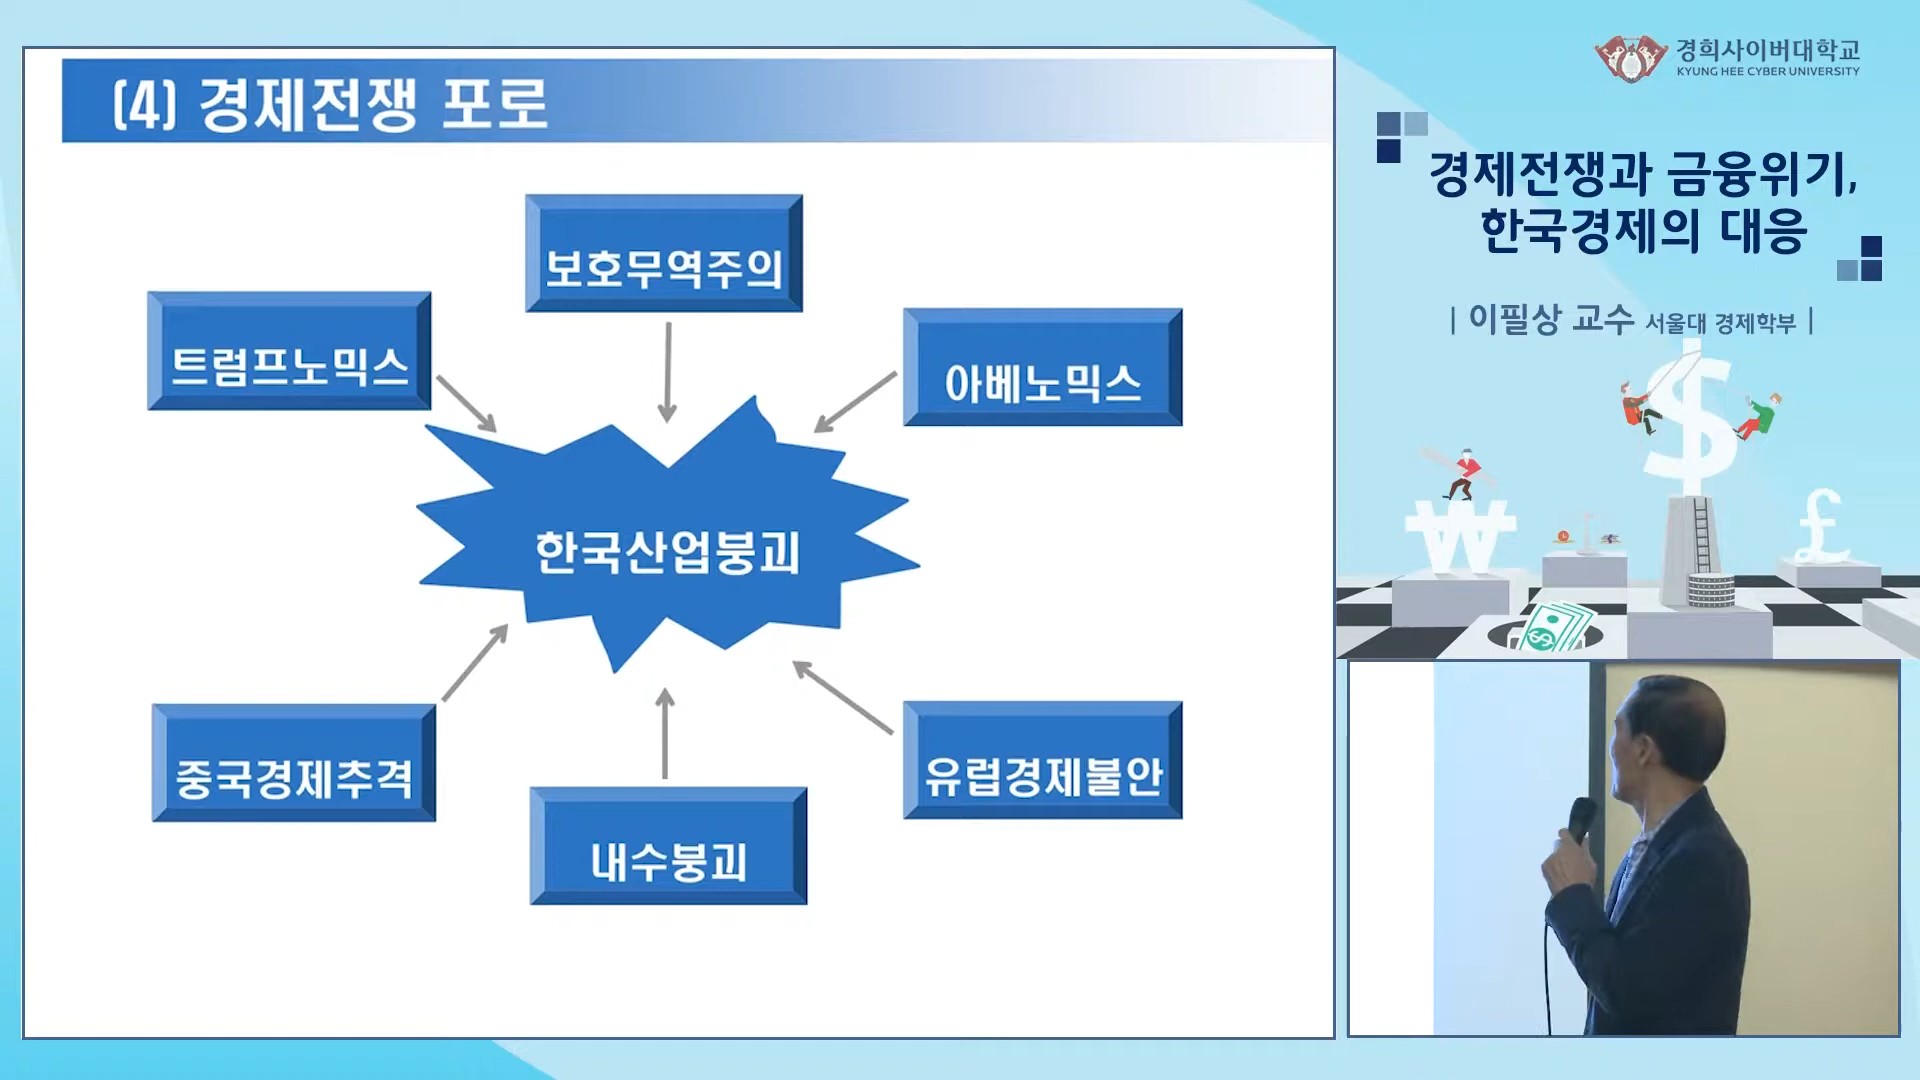 (4) 경제전쟁 포로
보호무역주의
트럼프노믹스
아베노믹스
한국산업붕괴
중국경제추격
유럽경제불안
내수붕괴
경희사이버대학교
KYUNG HEE CYBER UNIVERSITY
경제전쟁과 금융위기,
한국경제의 대응
| 이필상 교수 서울대 경제학부 |